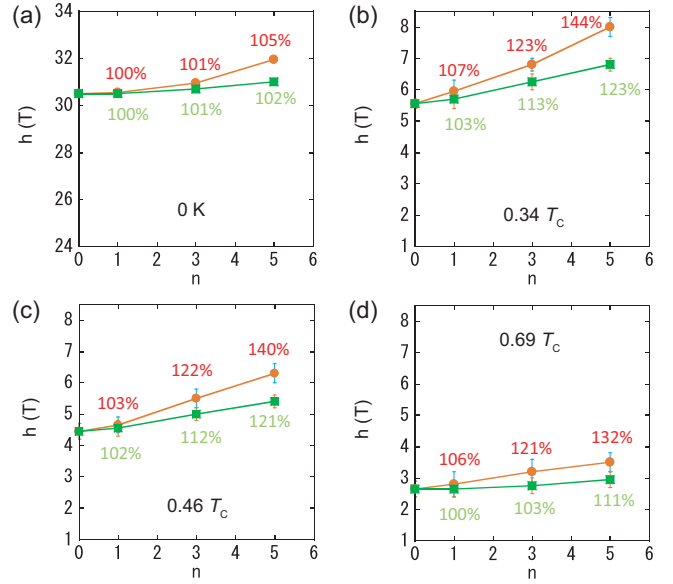 (a)
34
32
30
28
26
24
h (T)
100%
101%
105%
100%
101%
102%
0 K
0 1 2 3 4 5 6
n
(b)
8
7
6
5
4
3
2
1
h (T)
107%
123%
144%
103%
113%
123%
0.34 TC
0 1 2 3 4 5 6
n
(c)
8
7
6
5
4
3
2
1
h (T)
103%
122%
140%
102%
112%
121%
0.46 TC
0 1 2 3 4 5 6
n
(d)
8
7
6
5
4
3
2
1
h (T)
0.69 TC
106%
121%
132%
100%
103%
111%
0 1 2 3 4 5 6
n